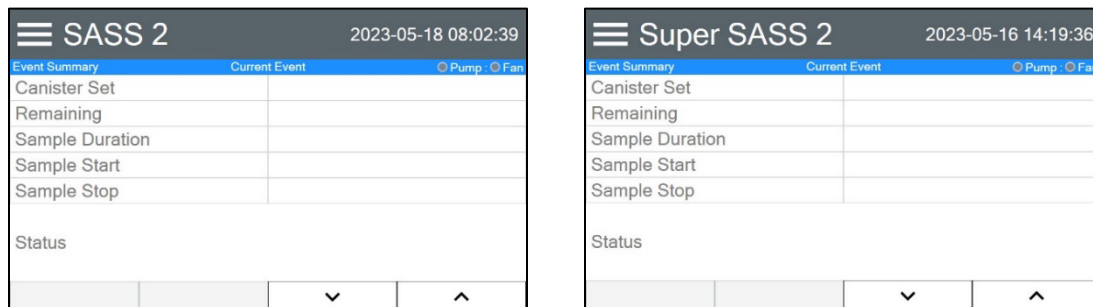 SASS 2 2023-05-18 08:02:39
Event Summary Current Event Pump : Fan
Canister Set
Remaining
Sample Duration
Sample Start
Sample Stop
Status
Super SASS 2 2023-05-16 14:19:36
Event Summary Current Event Pump : Fan
Canister Set
Remaining
Sample Duration
Sample Start
Sample Stop
Status